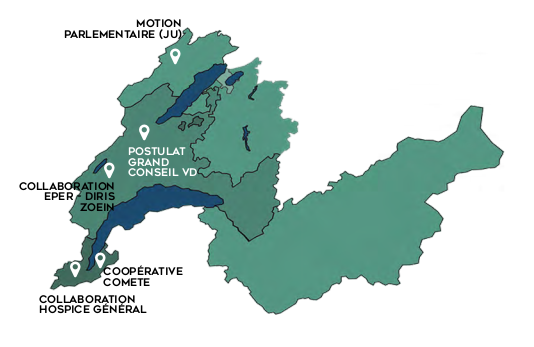 MOTION
PARLEMENTAIRE (JU)
POSTULAT
GRAND
CONSEIL VD
COLLABORATION
EPER - DIRIS
ZOEIN
COOPÉRATIVE
COMETE
COLLABORATION
HOSPICE GÉNÉRAL